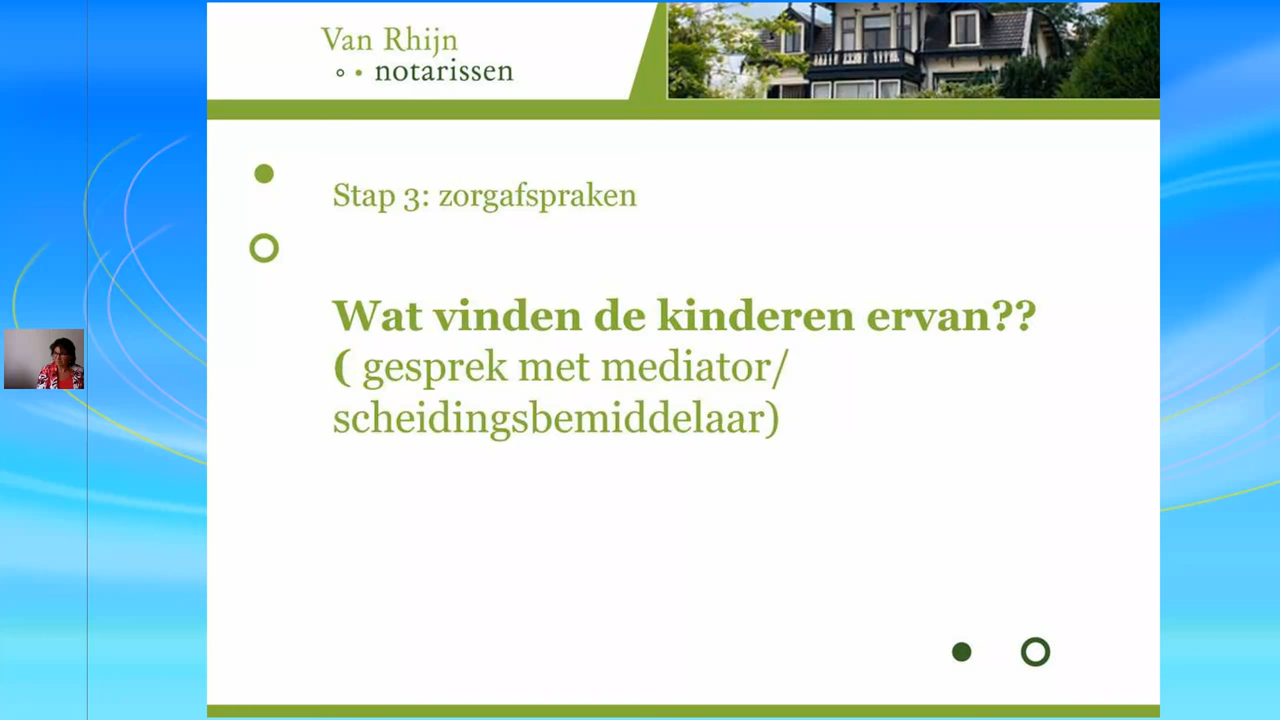 Van Rhijn
notarissen
Stap 3: zorgafspraken
Wat vinden de kinderen ervan??
( gesprek met mediator/
scheidingsbemiddelaar)